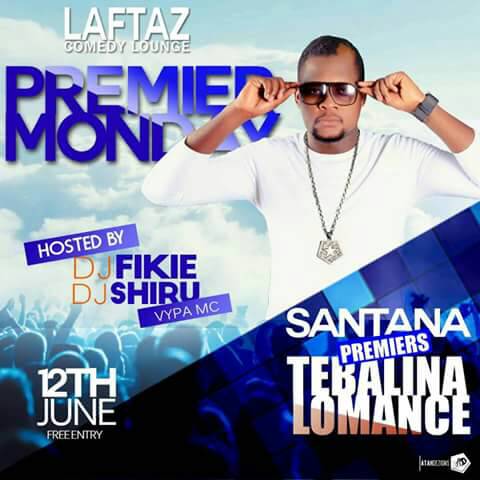 LAFTAZ
COMEDY LOUNGE
PREMIER
MONDAY
HOSTED BY
DJ FIKIE
DJ SHIRU
VYPA MC
12TH
JUNE
FREE ENTRY
SANTANA
PREMIERS
TEBALINA
LOMANCE